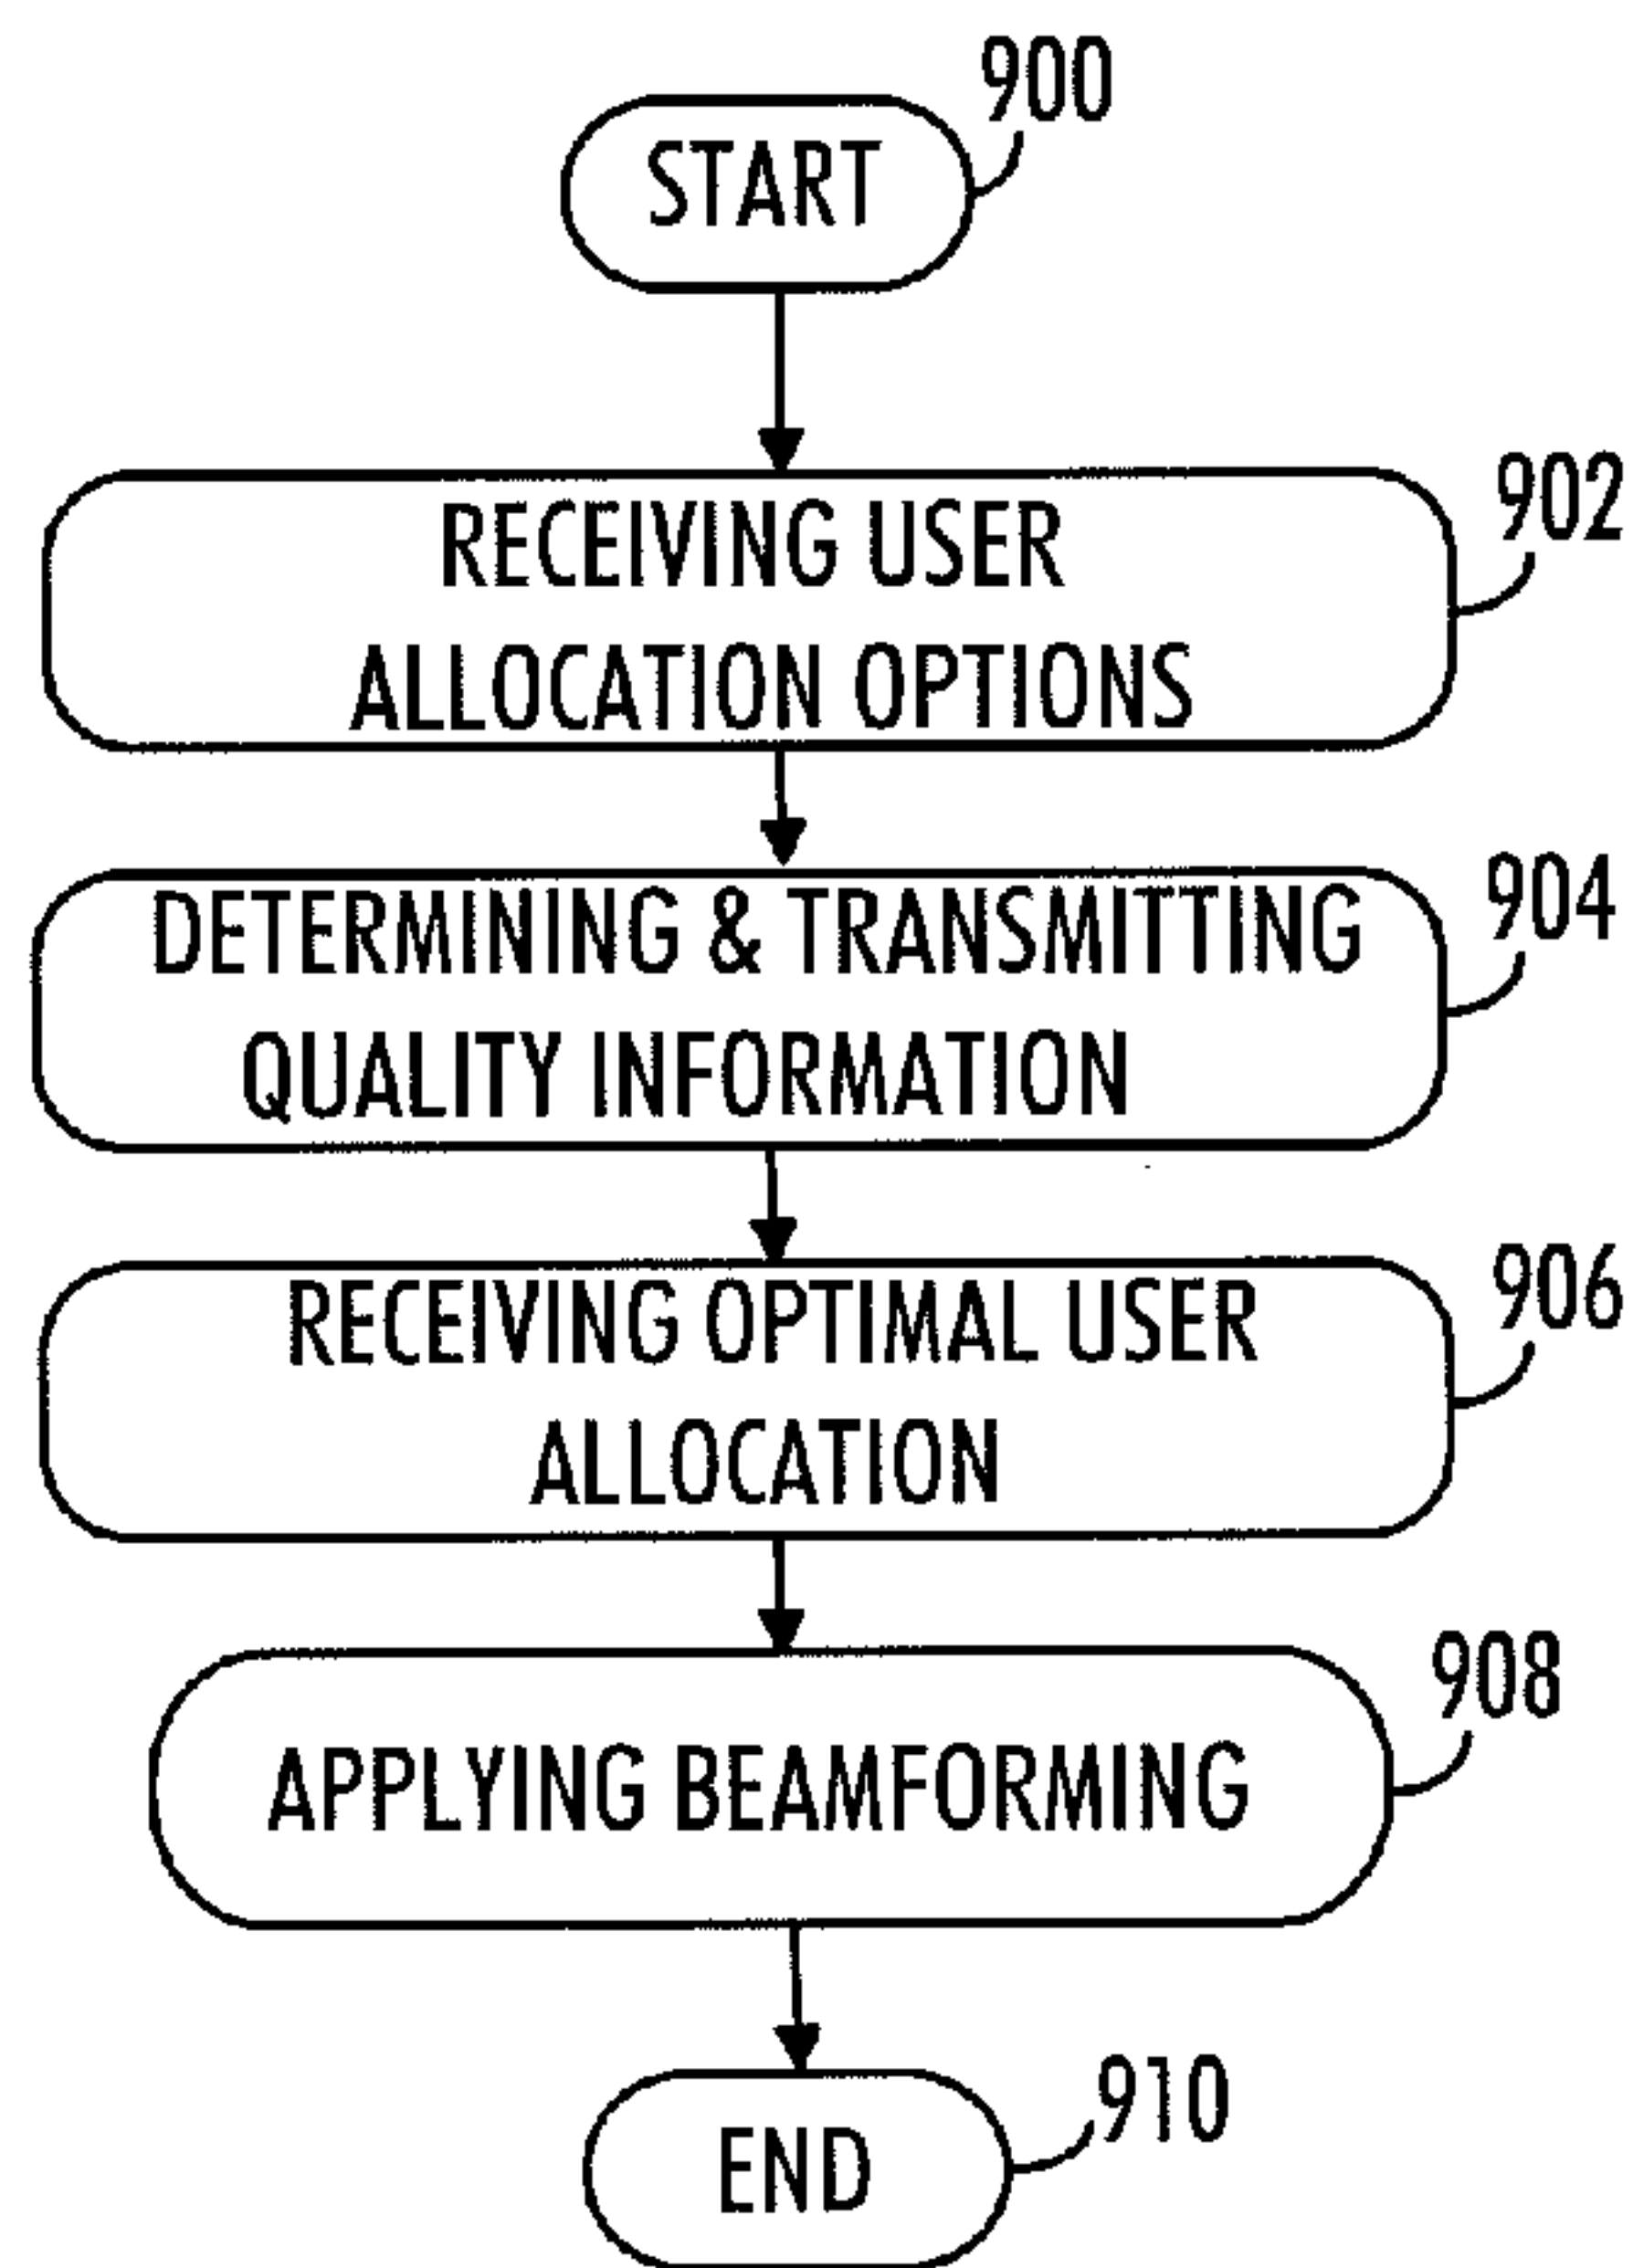 900
START
902
RECEIVING USER
ALLOCATION OPTIONS
904
DETERMINING & TRANSMITTING
QUALITY INFORMATION
906
RECEIVING OPTIMAL USER
ALLOCATION
908
APPLYING BEAMFORMING
910
END